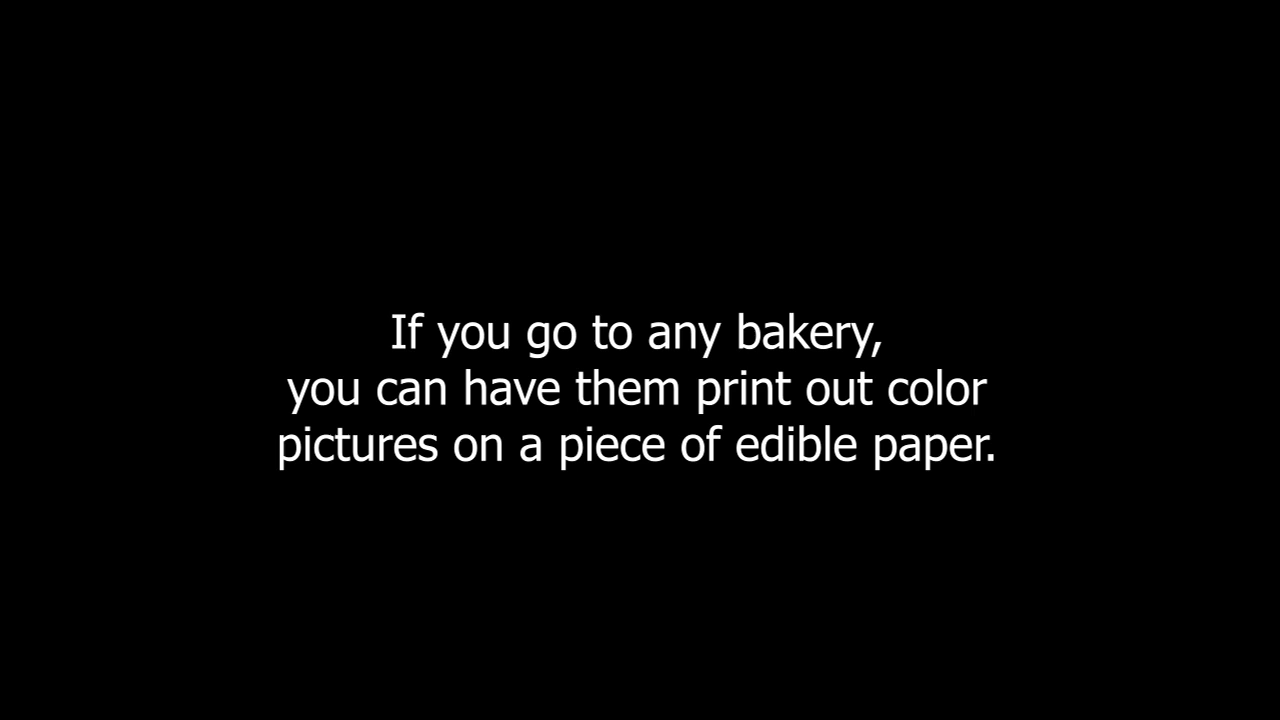 If you go to any bakery,
you can have them print out color
pictures on a piece of edible paper.